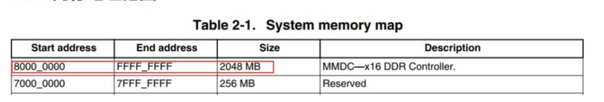 Table 2-1. System memory map
Start address End address Size Description
8000_0000 FFFF_FFFF 2048 MB MMDC—x16 DDR Controller.
7000_0000 7FFF_FFFF 256 MB Reserved